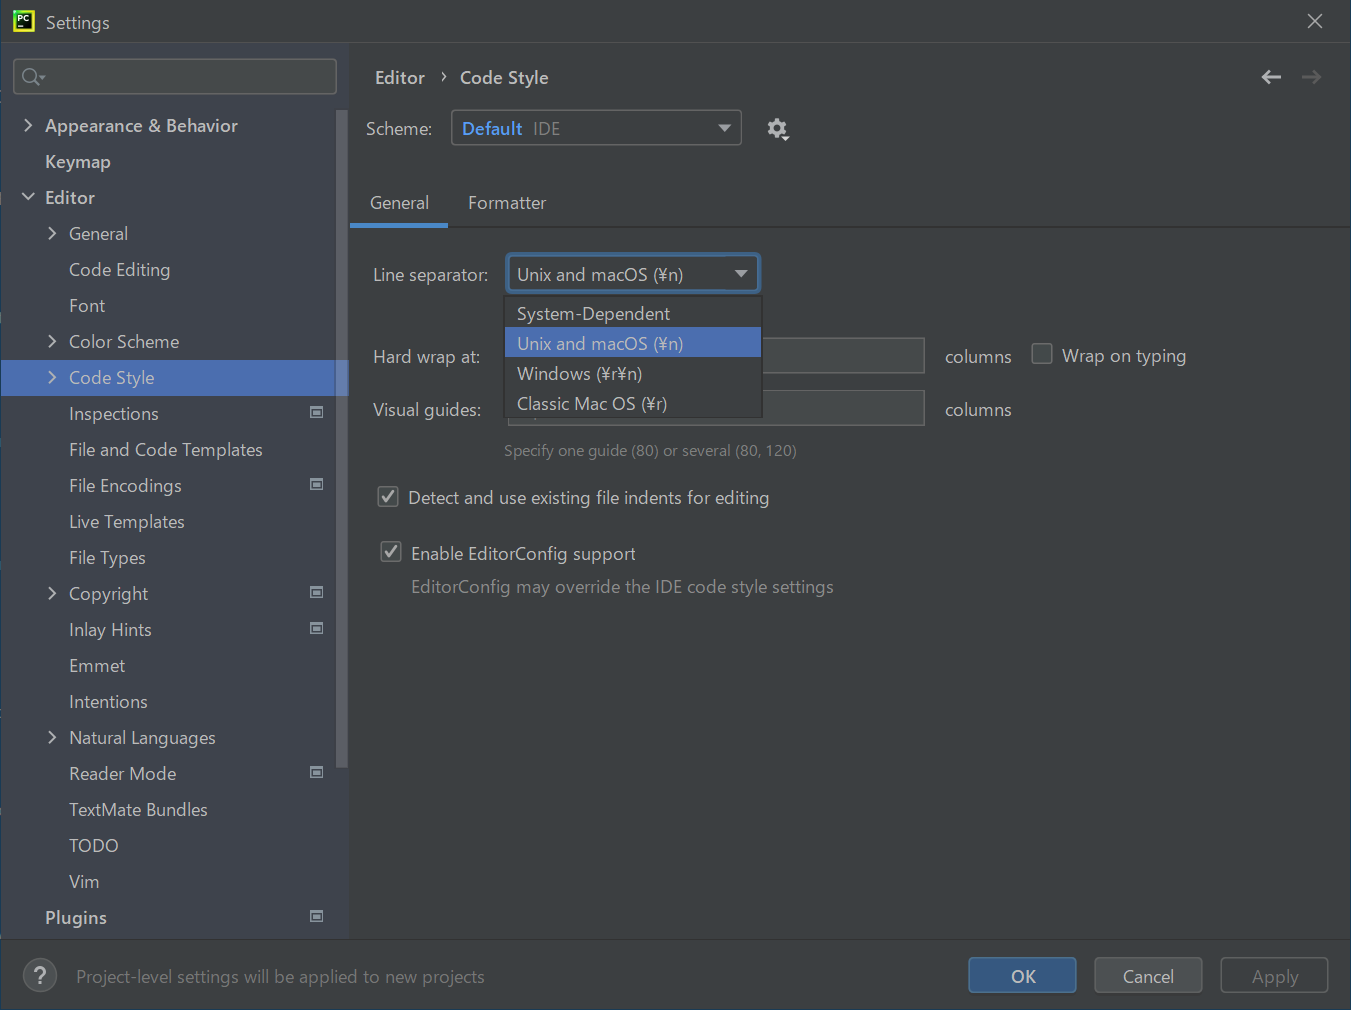 Settings
Appearance & Behavior
Keymap
Editor
General
Code Editing
Font
Color Scheme
Code Style
Inspections
File and Code Templates
File Encodings
Live Templates
File Types
Copyright
Inlay Hints
Emmet
Intentions
Natural Languages
Reader Mode
TextMate Bundles
TODO
Vim
Plugins
Editor › Code Style
Scheme: Default IDE
General Formatter
Line separator: Unix and macOS (¥n)
System-Dependent
Unix and macOS (¥n)
Windows (¥r¥n)
Classic Mac OS (¥r)
Hard wrap at: columns Wrap on typing
Visual guides: columns
Specify one guide (80) or several (80, 120)
Detect and use existing file indents for editing
Enable EditorConfig support
EditorConfig may override the IDE code style settings
? Project-level settings will be applied to new projects
OK Cancel Apply